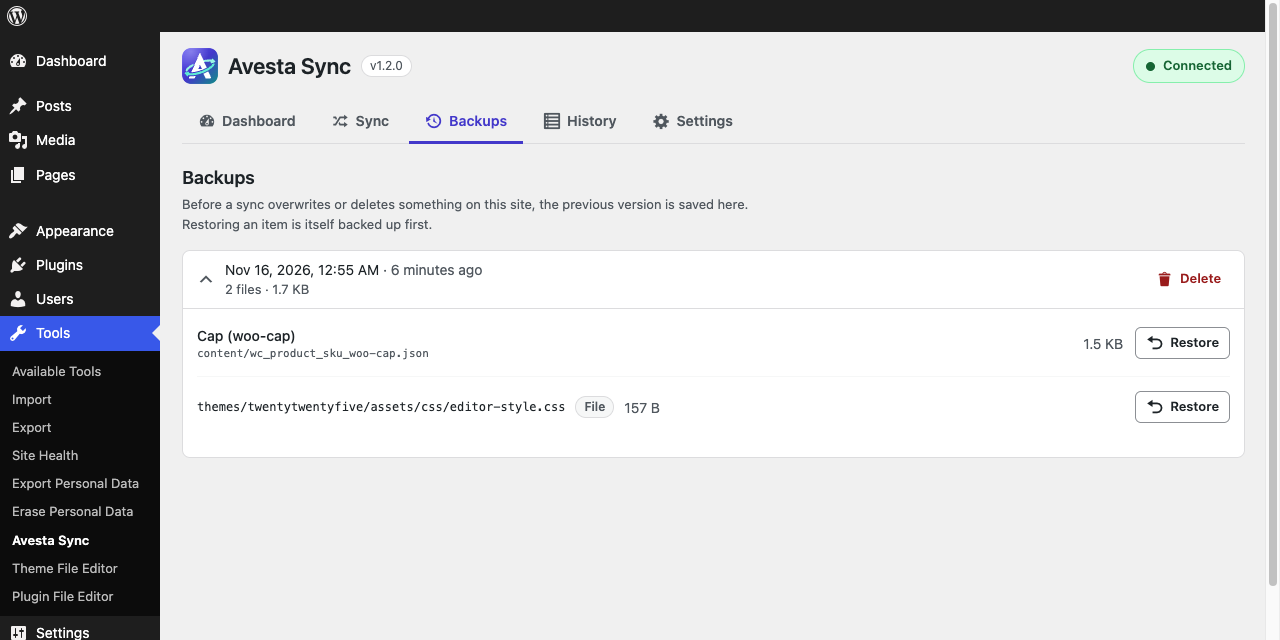 Dashboard
Posts
Media
Pages
Appearance
Plugins
Users
Tools
Available Tools
Import
Export
Site Health
Export Personal Data
Erase Personal Data
Avesta Sync
Theme File Editor
Plugin File Editor
Settings
Avesta Sync v1.2.0
Connected
Dashboard Sync Backups History Settings
Backups
Before a sync overwrites or deletes something on this site, the previous version is saved here.
Restoring an item is itself backed up first.
Nov 16, 2026, 12:55 AM · 6 minutes ago
2 files · 1.7 KB
Delete
Cap (woo-cap)
content/wc_product_sku_woo-cap.json
1.5 KB Restore
themes/twentytwentyfive/assets/css/editor-style.css File 157 B Restore